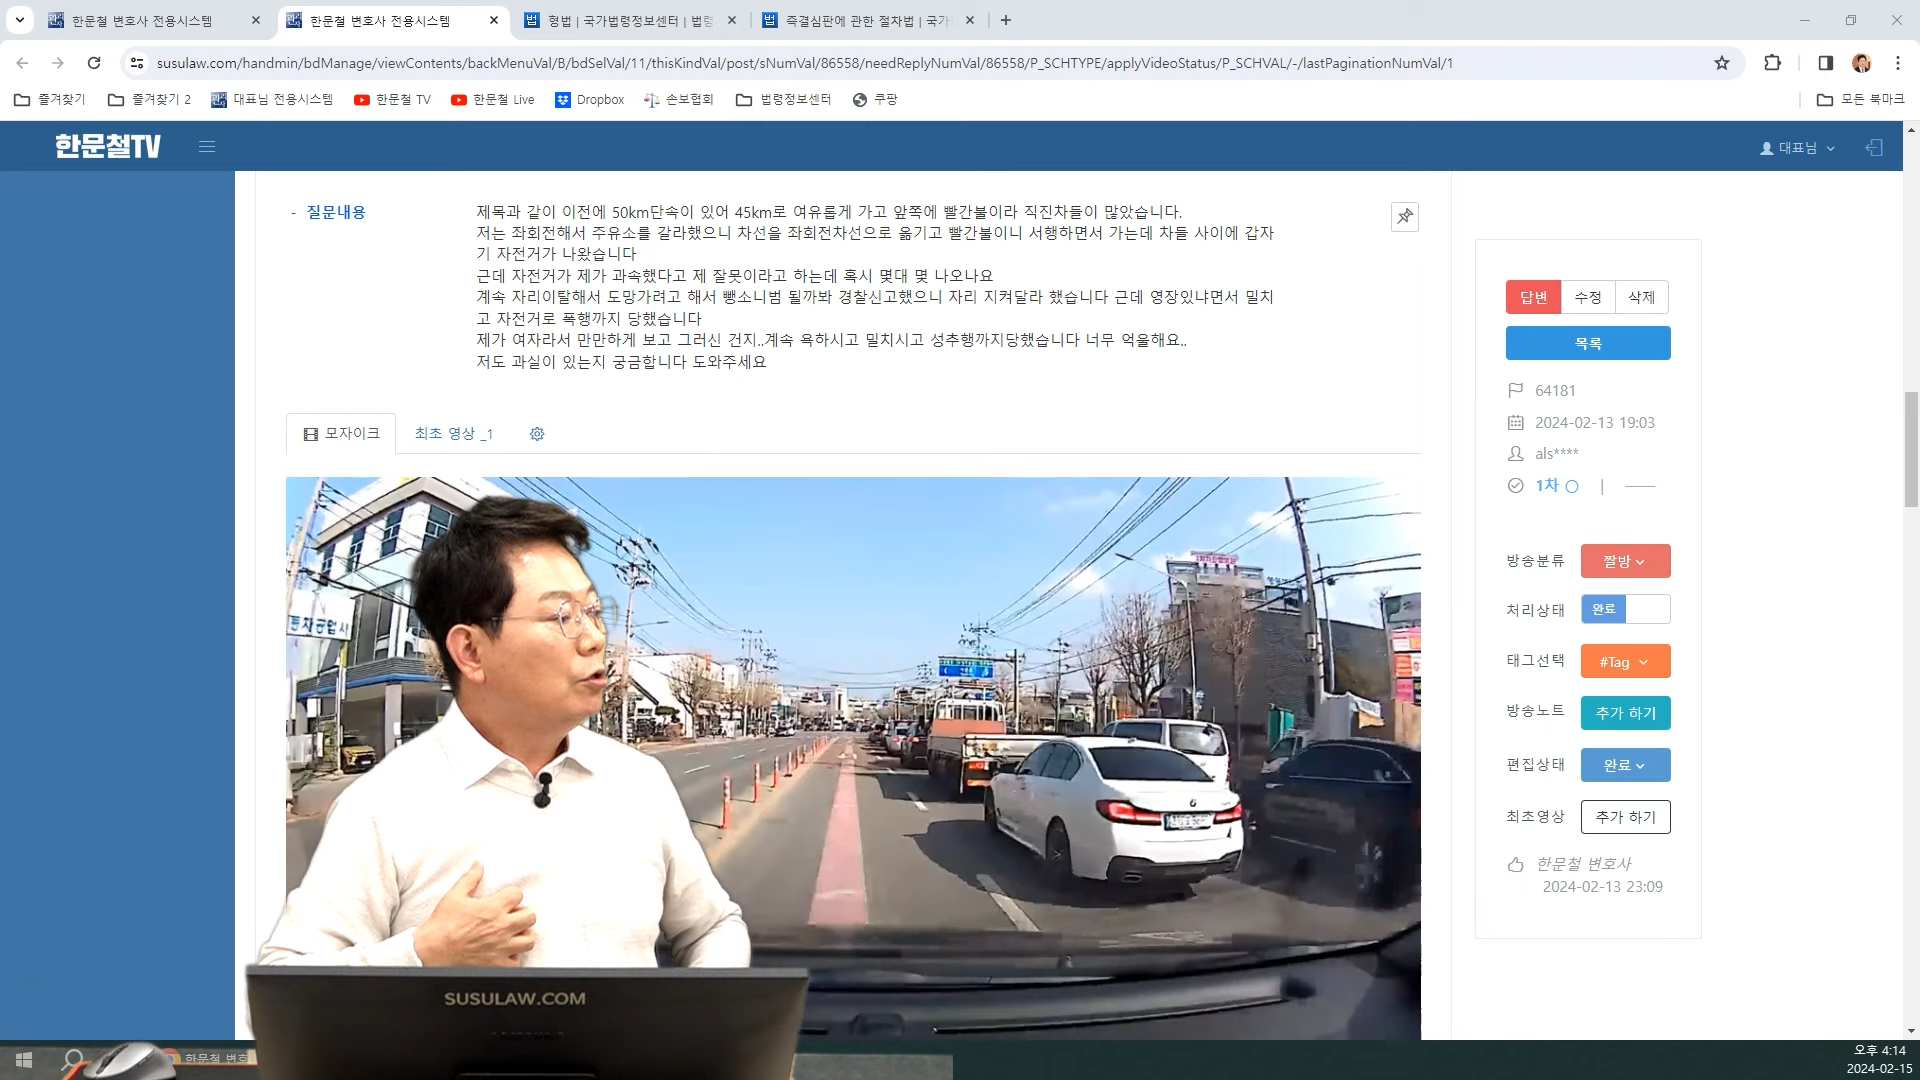 한문철 변호사 전용시스템
한문철 변호사 전용시스템
형법 | 국가법령정보센터 | 법령
즉결심판에 관한 절차법 | 국가
susulaw.com/handmin/bdManage/viewContents/backMenuVal/B/bdSelVal/11/thisKindVal/post/sNumVal/86558/needReplyNumVal/86558/P_SCHTYPE/applyVideoStatus/P_SCHVAL/-/lastPaginationNumVal/1
즐겨찾기
즐겨찾기 2
대표님 전용시스템
한문철 TV
한문철 Live
Dropbox
손보협회
법령정보센터
쿠팡
모든 북마크
한문철TV
대표님
- 질문내용
제목과 같이 이전에 50km단속이 있어 45km로 여유롭게 가고 앞쪽에 빨간불이라 직진차들이 많았습니다.
저는 좌회전해서 주유소를 갈라했으니 차선을 좌회전차선으로 옮기고 빨간불이니 서행하면서 가는데 차들 사이에 갑자
기 자전거가 나왔습니다
근데 자전거가 제가 과속했다고 제 잘못이라고 하는데 혹시 몇대 몇 나오나요
계속 자리이탈해서 도망가려고 해서 뺑소니범 될까봐 경찰신고했으니 자리 지켜달라 했습니다 근데 영장있냐면서 밀치
고 자전거로 폭행까지 당했습니다
제가 여자라서 만만하게 보고 그러신 건지..계속 욕하시고 밀치시고 성추행까지당했습니다 너무 억울해요..
저도 과실이 있는지 궁금합니다 도와주세요
모자이크
최초 영상 _1
답변
수정
삭제
목록
64181
2024-02-13 19:03
als****
1차 ○ | ──
방송분류
짤방
처리상태
완료
태그선택
#Tag
방송노트
추가 하기
편집상태
완료
최초영상
추가 하기
한문철 변호사
2024-02-13 23:09
SUSULAW.COM
한문철 변호
오후 4:14
2024-02-15